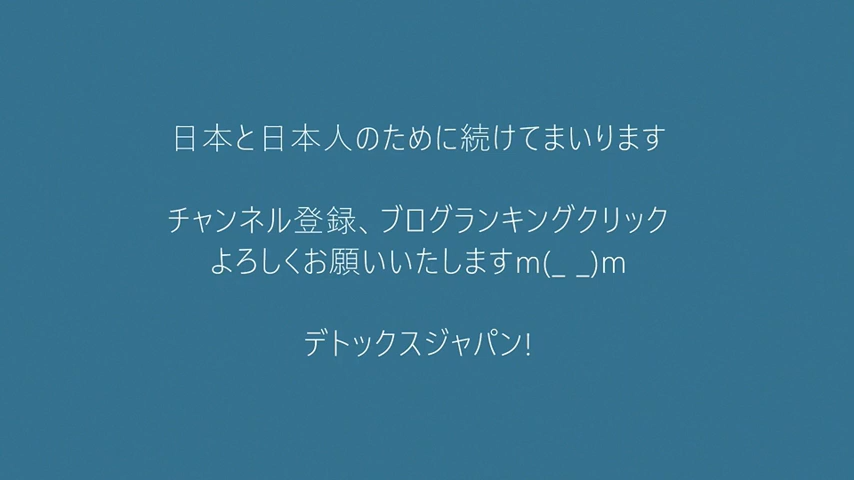 日本と日本人のために続けてまいります
チャンネル登録、ブログランキングクリック
よろしくお願いいたしますm(_ _)m
デトックスジャパン!